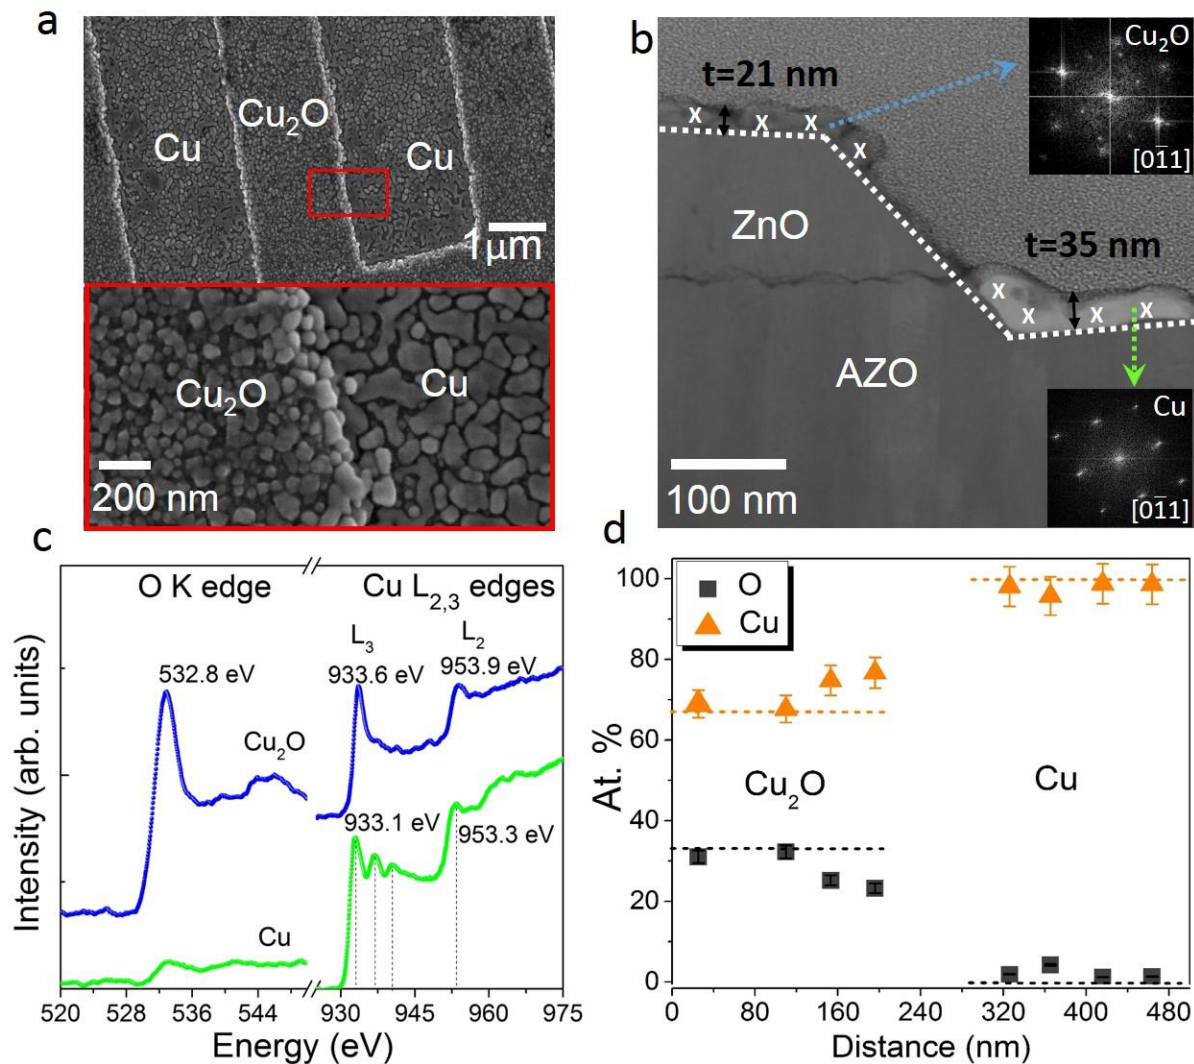 a
Cu
Cu₂O
Cu
1µm
Cu₂O
Cu
200 nm
b
Cu₂O
[01̅1]
t=21 nm
x x x
x
ZnO
t=35 nm
x
x x x
AZO
Cu
[01̅1]
100 nm
c
O K edge
Cu L₂,₃ edges
L₃
L₂
532.8 eV
933.6 eV
953.9 eV
Cu₂O
933.1 eV
953.3 eV
Cu
Intensity (arb. units)
520 528 536 544 930 945 960 975
Energy (eV)
d
O
Cu
Cu₂O
Cu
At. %
100
80
60
40
20
0
0 80 160 240 320 400 480
Distance (nm)